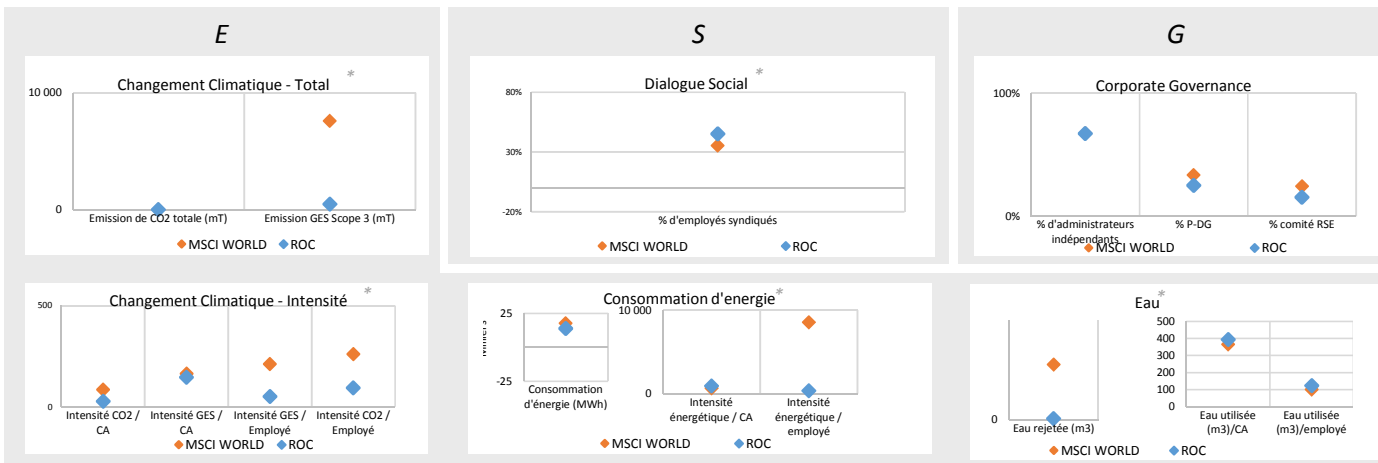 E
S
G
Changement Climatique - Total *
10 000
0
Emission de CO2 totale (mT)
Emission GES Scope 3 (mT)
MSCI WORLD
ROC
Dialogue Social *
80%
30%
-20%
% d'employés syndiqués
MSCI WORLD
ROC
Corporate Governance
100%
0%
% d'administrateurs
indépendants
% P-DG
% comité RSE
MSCI WORLD
ROC
Changement Climatique - Intensité *
500
0
Intensité CO2 /
CA
Intensité GES /
CA
Intensité GES /
Employé
Intensité CO2 /
Employé
MSCI WORLD
ROC
Consommation d'energie *
25
-25
Consommation
d'énergie (MWh)
10 000
0
Intensité
énergétique / CA
Intensité
énergétique /
employé
MSCI WORLD
ROC
Eau *
0
Eau rejetée (m3)
500
400
300
200
100
0
Eau utilisée
(m3)/CA
Eau utilisée
(m3)/employé
MSCI WORLD
ROC